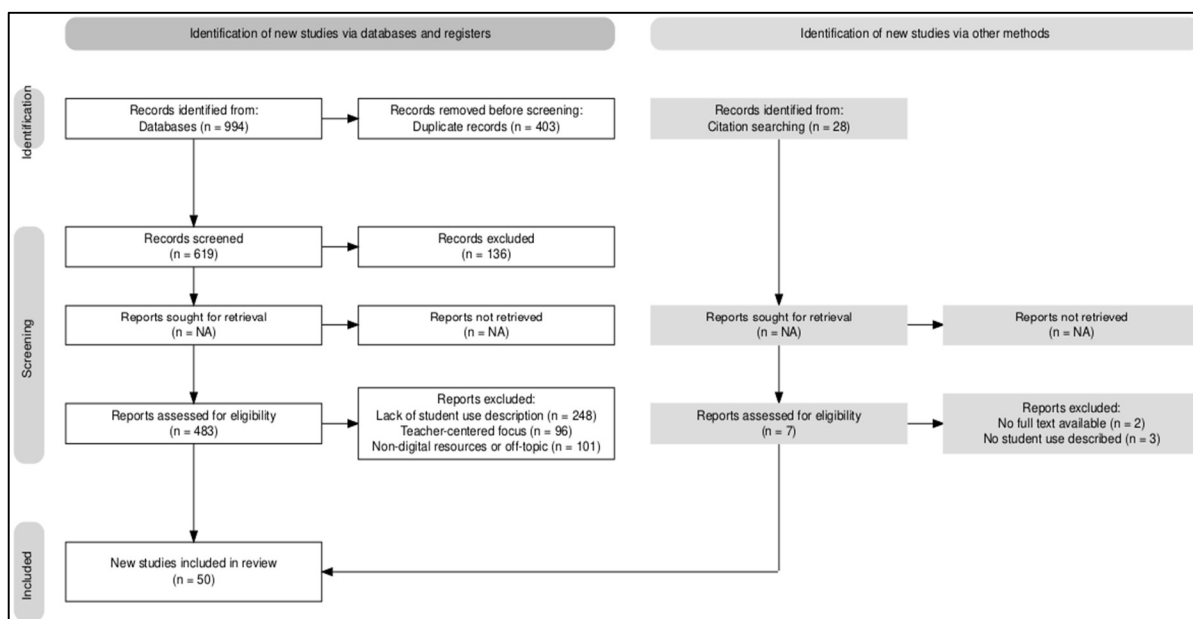 Identification of new studies via databases and registers
Identification of new studies via other methods
Identification
Records identified from:
Databases (n = 994)
Records removed before screening:
Duplicate records (n = 403)
Records identified from:
Citation searching (n = 28)
Screening
Records screened
(n = 619)
Records excluded
(n = 136)
Reports sought for retrieval
(n = NA)
Reports not retrieved
(n = NA)
Reports sought for retrieval
(n = NA)
Reports not retrieved
(n = NA)
Reports assessed for eligibility
(n = 483)
Reports excluded:
Lack of student use description (n = 248)
Teacher-centered focus (n = 96)
Non-digital resources or off-topic (n = 101)
Reports assessed for eligibility
(n = 7)
Reports excluded:
No full text available (n = 2)
No student use described (n = 3)
Included
New studies included in review
(n = 50)